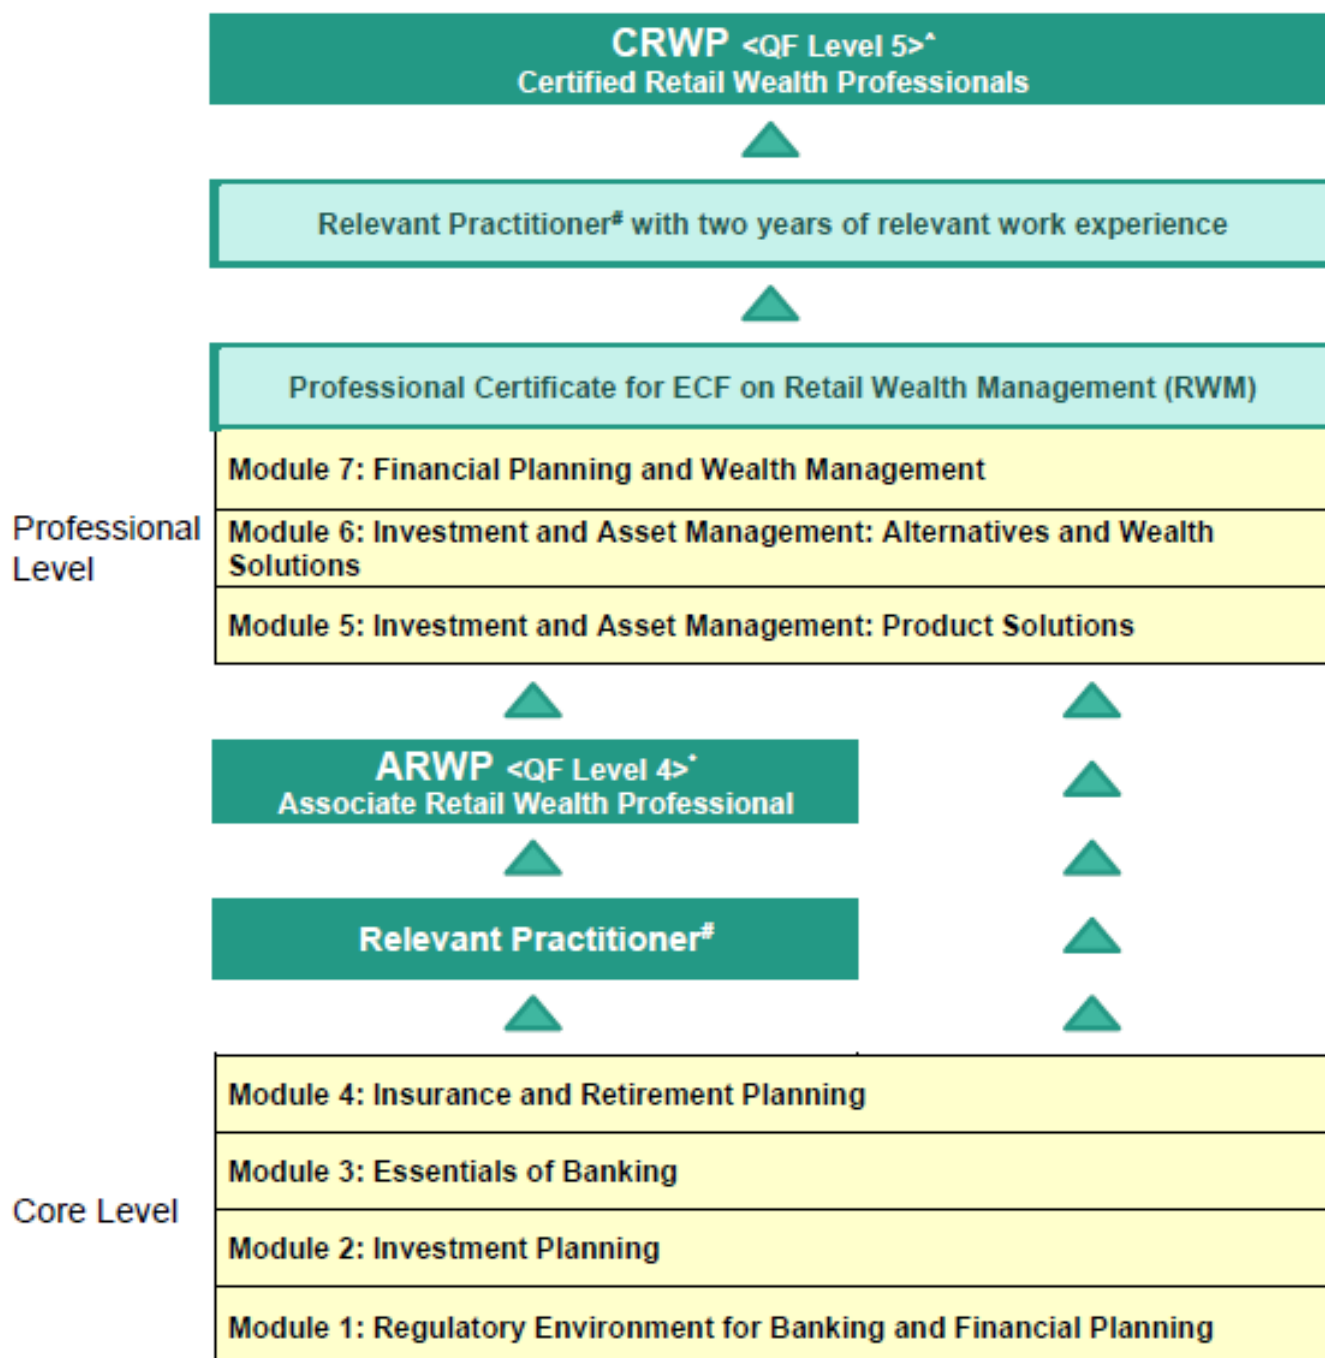 CRWP <QF Level 5>^
Certified Retail Wealth Professionals
Relevant Practitioner# with two years of relevant work experience
Professional Certificate for ECF on Retail Wealth Management (RWM)
Professional
Level
Module 7: Financial Planning and Wealth Management
Module 6: Investment and Asset Management: Alternatives and Wealth
Solutions
Module 5: Investment and Asset Management: Product Solutions
ARWP <QF Level 4>*
Associate Retail Wealth Professional
Relevant Practitioner#
Core Level
Module 4: Insurance and Retirement Planning
Module 3: Essentials of Banking
Module 2: Investment Planning
Module 1: Regulatory Environment for Banking and Financial Planning